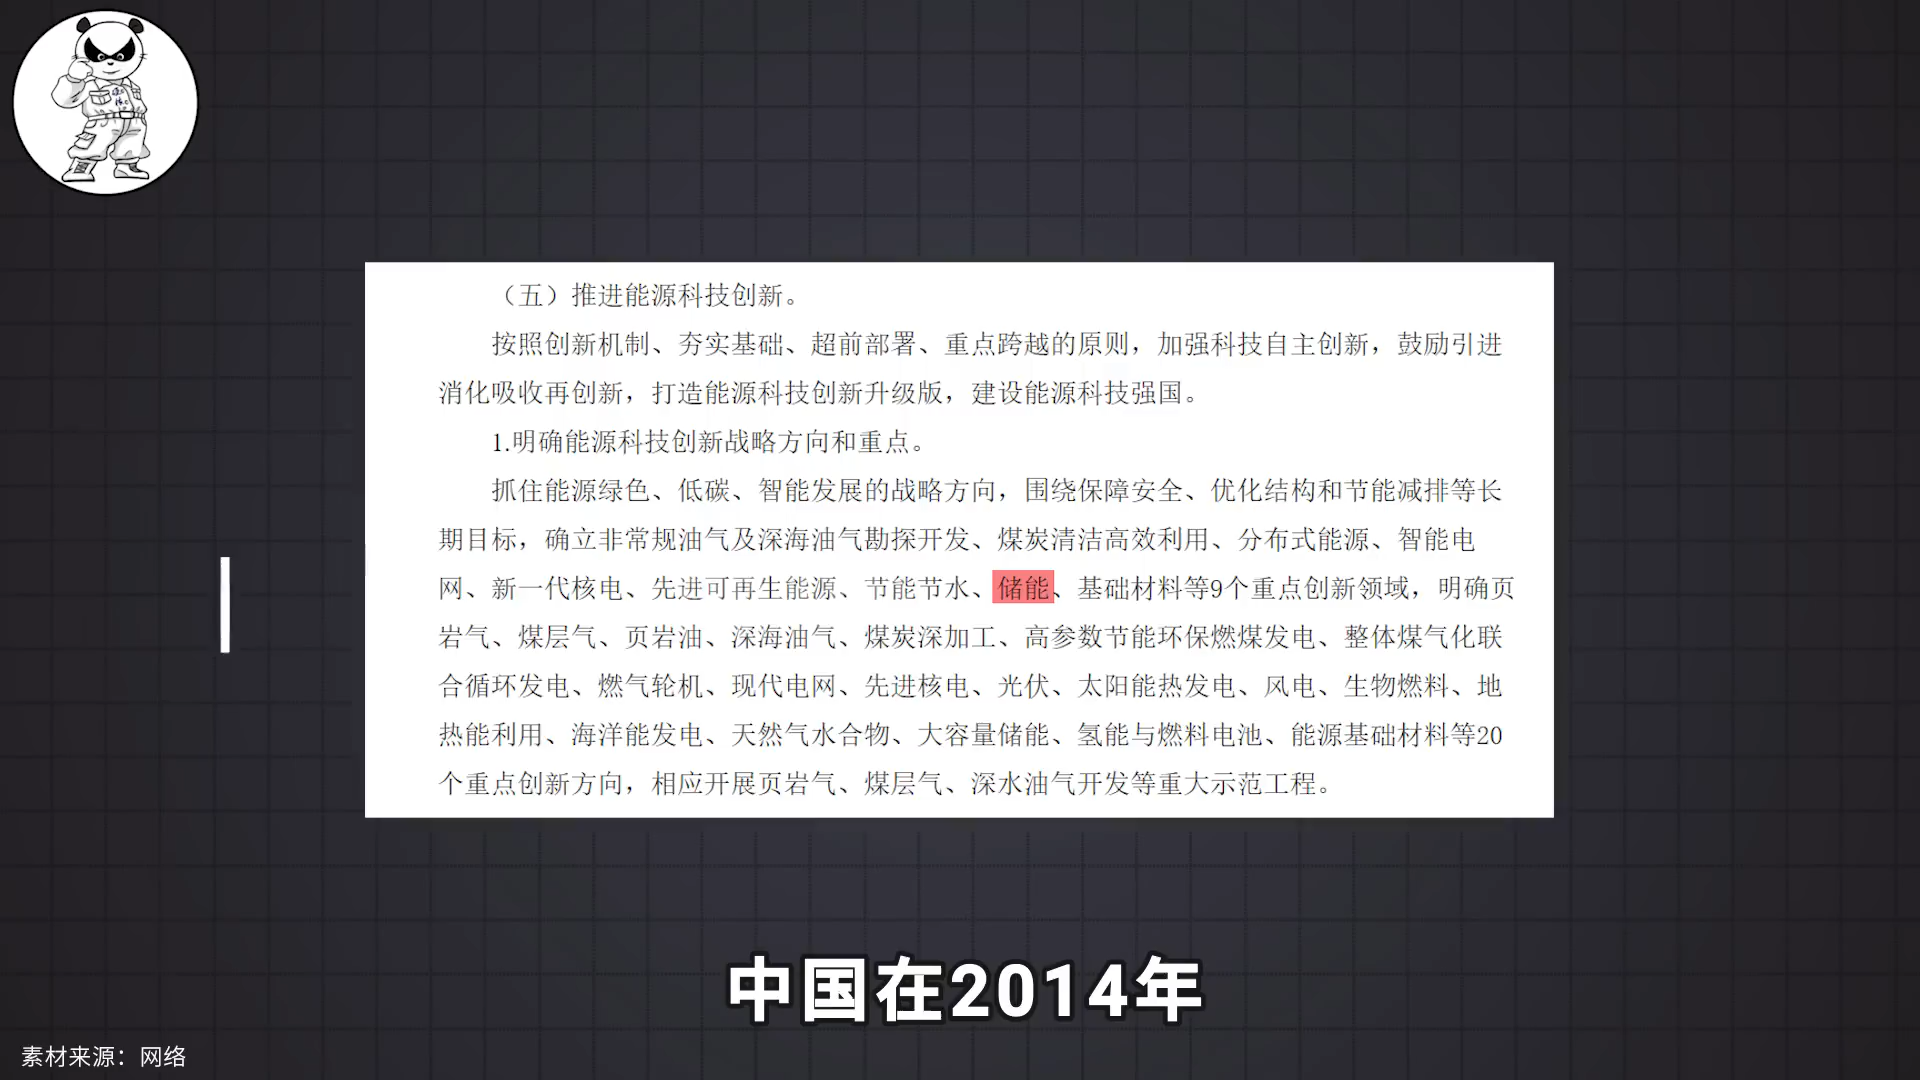 （五）推进能源科技创新。
按照创新机制、夯实基础、超前部署、重点跨越的原则，加强科技自主创新，鼓励引进
消化吸收再创新，打造能源科技创新升级版，建设能源科技强国。
1.明确能源科技创新战略方向和重点。
抓住能源绿色、低碳、智能发展的战略方向，围绕保障安全、优化结构和节能减排等长
期目标，确立非常规油气及深海油气勘探开发、煤炭清洁高效利用、分布式能源、智能电
网、新一代核电、先进可再生能源、节能节水、储能、基础材料等9个重点创新领域，明确页
岩气、煤层气、页岩油、深海油气、煤炭深加工、高参数节能环保燃煤发电、整体煤气化联
合循环发电、燃气轮机、现代电网、先进核电、光伏、太阳能热发电、风电、生物燃料、地
热能利用、海洋能发电、天然气水合物、大容量储能、氢能与燃料电池、能源基础材料等20
个重点创新方向，相应开展页岩气、煤层气、深水油气开发等重大示范工程。
中国在2014年
素材来源：网络